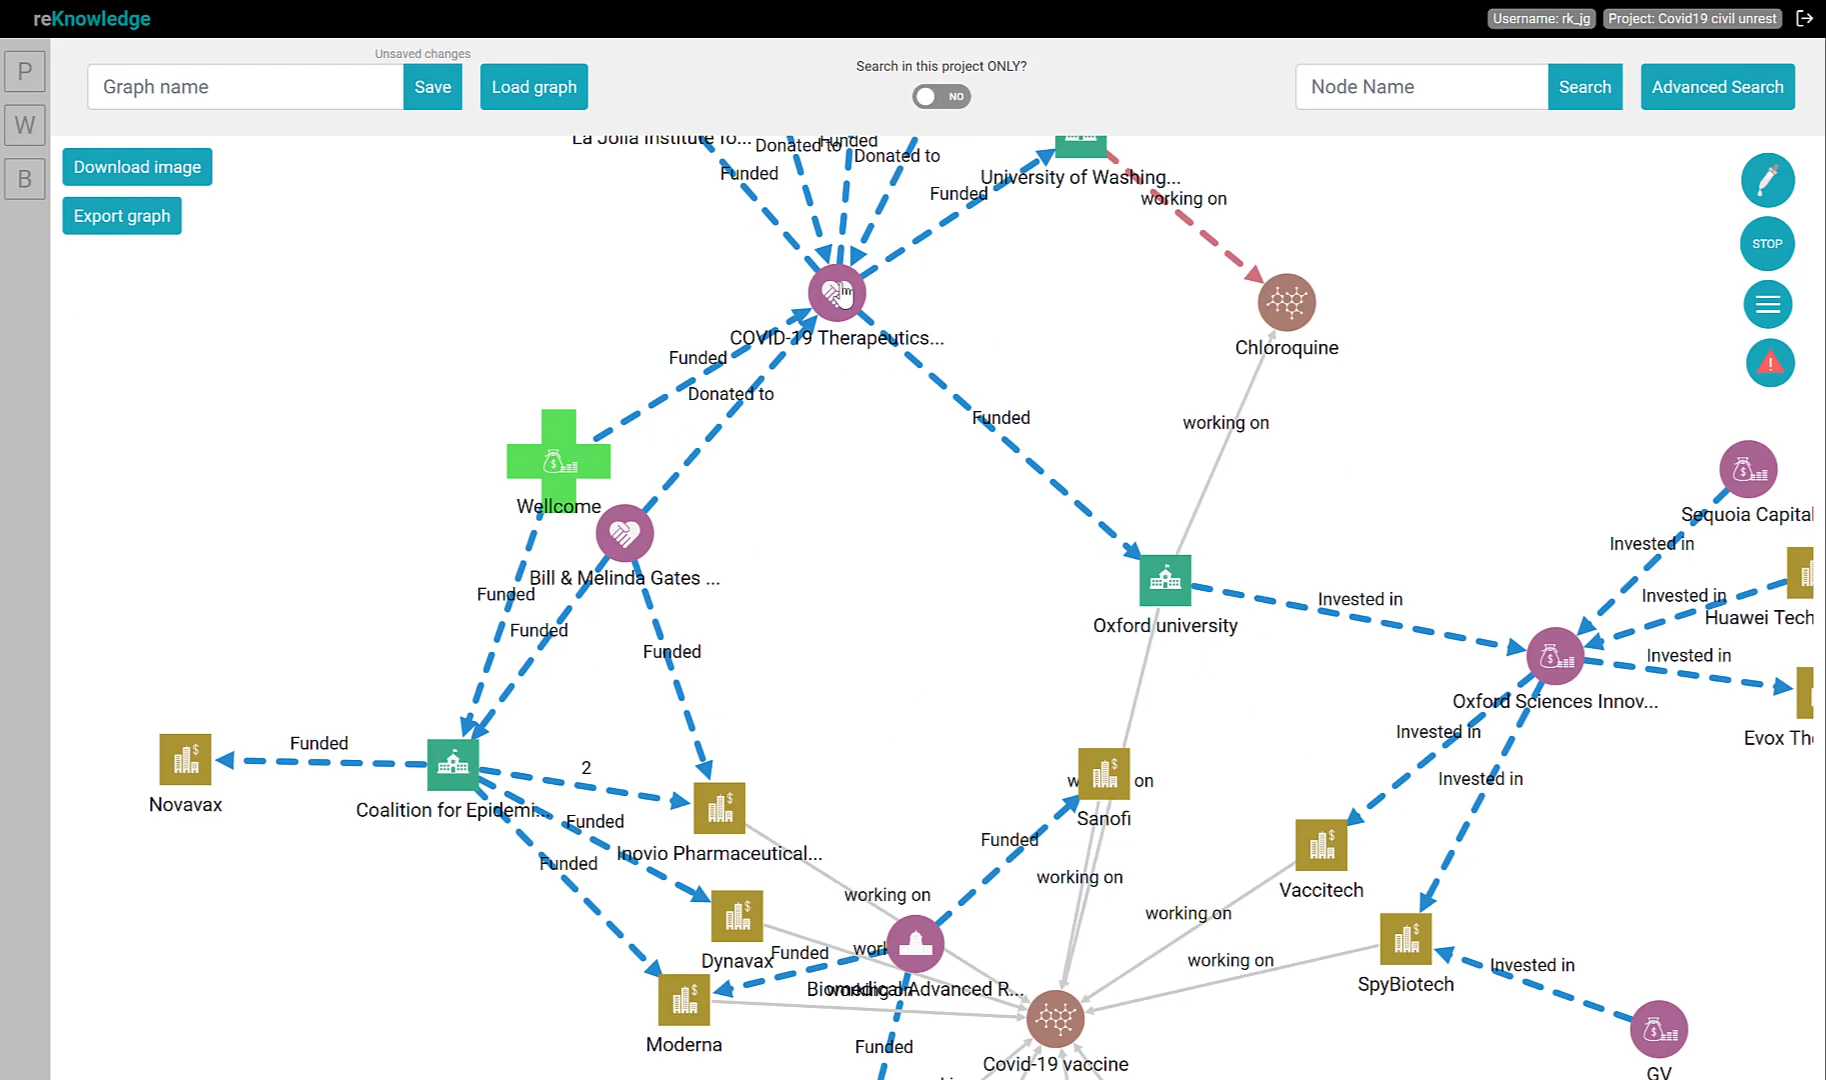 reKnowledge
Username: rk_jg
Project: Covid19 civil unrest
P
W
B
Unsaved changes
Graph name
Save
Load graph
Search in this project ONLY?
NO
Node Name
Search
Advanced Search
Download image
Export graph
STOP
La Jolla Institute fo...
Donated to
Funded
Donated to
Funded
Funded
University of Washing...
working on
COVID-19 Therapeutics...
Chloroquine
Funded
Donated to
Funded
working on
Wellcome
Bill & Melinda Gates ...
Funded
Funded
Funded
Oxford university
Invested in
Sequoia Capital
Invested in
Invested in
Huawei Tech
Invested in
Oxford Sciences Innov...
Invested in
Evox
Invested in
Novavax
Funded
Coalition for Epidemi...
2
Funded
Funded
Inovio Pharmaceutical...
on
Sanofi
Funded
working on
working on
Vaccitech
working on
working on
SpyBiotech
Invested in
GV
Dynavax
Funded
Biomedical Advanced R...
working on
Moderna
Funded
Covid-19 vaccine